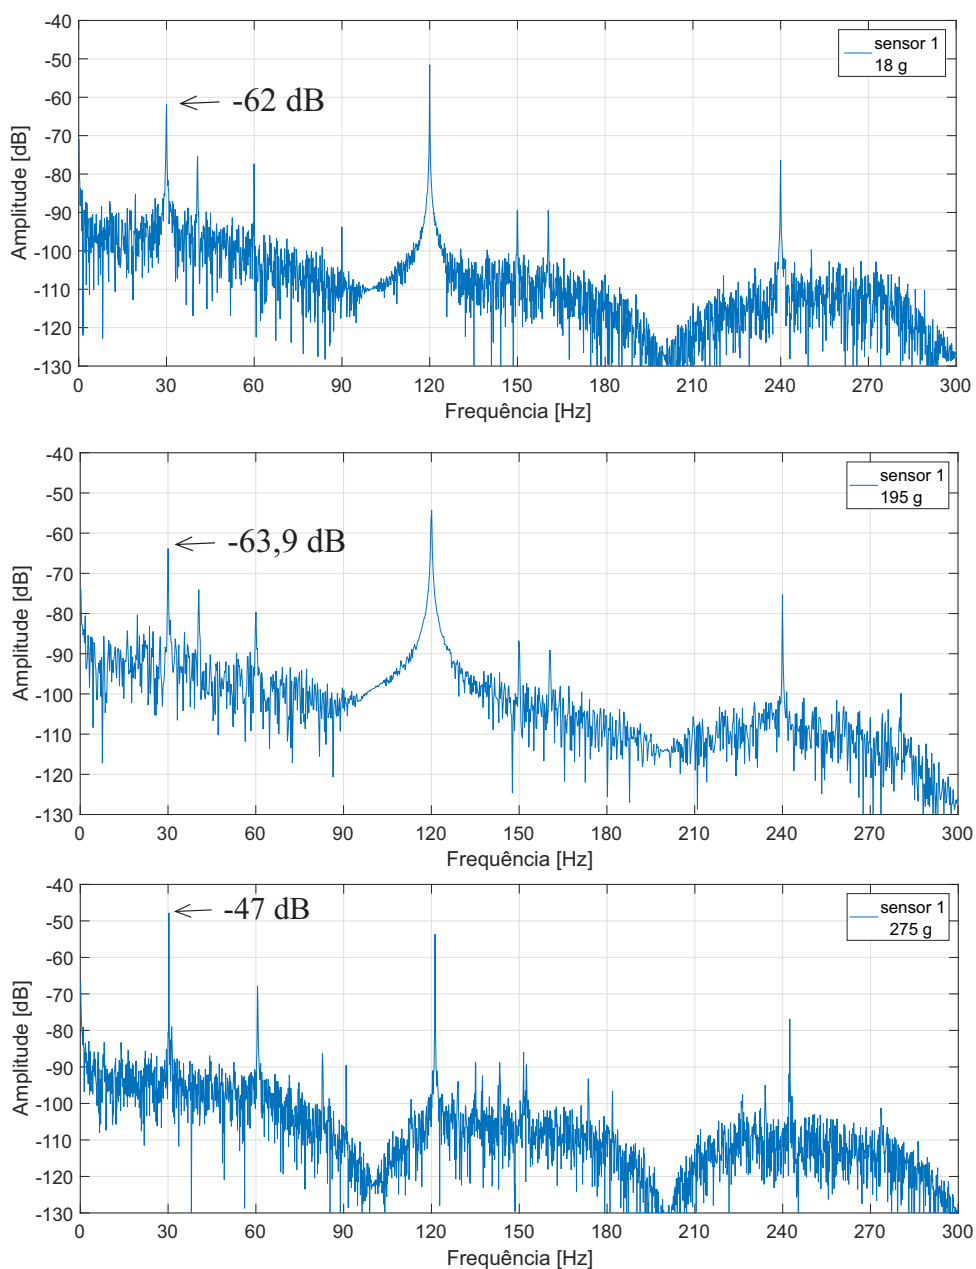 -40
-50
-60
-70
-80
-90
-100
-110
-120
-130
Amplitude [dB]
-62 dB
sensor 1
18 g
0 30 60 90 120 150 180 210 240 270 300
Frequência [Hz]
-40
-50
-60
-70
-80
-90
-100
-110
-120
-130
Amplitude [dB]
-63,9 dB
sensor 1
195 g
0 30 60 90 120 150 180 210 240 270 300
Frequência [Hz]
-40
-50
-60
-70
-80
-90
-100
-110
-120
-130
Amplitude [dB]
-47 dB
sensor 1
275 g
0 30 60 90 120 150 180 210 240 270 300
Frequência [Hz]